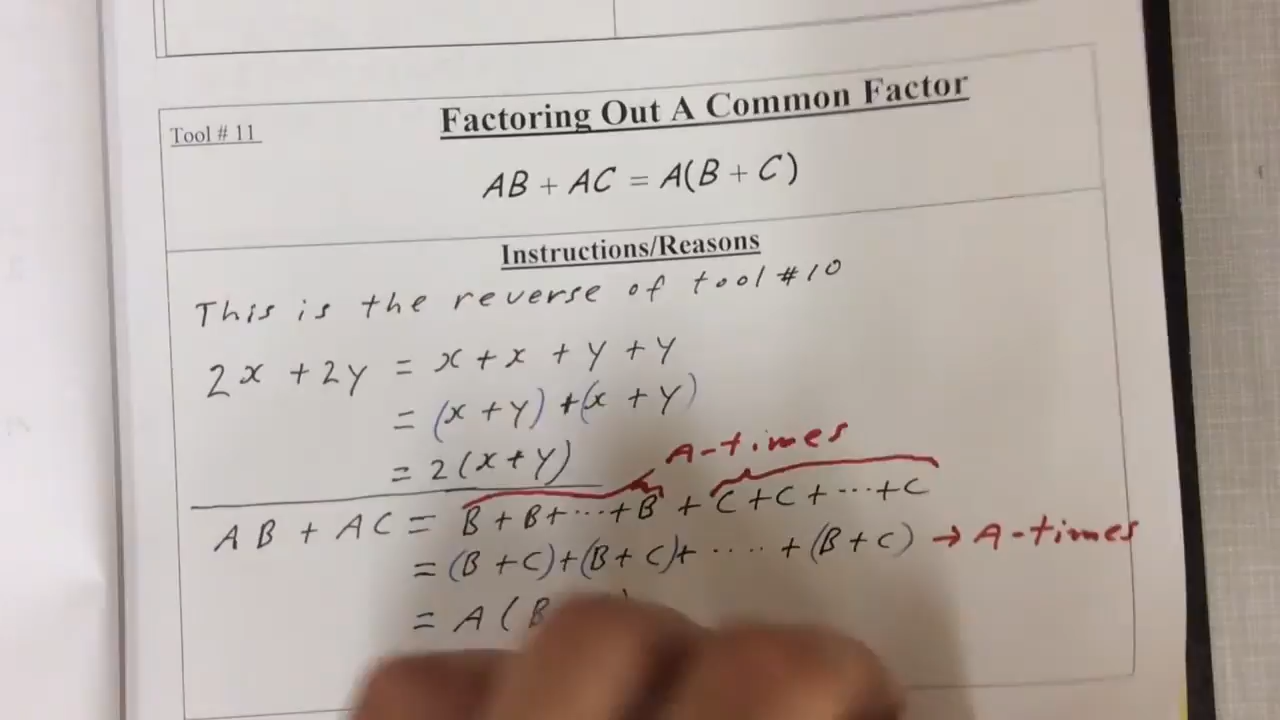 Tool # 11
Factoring Out A Common Factor
AB + AC = A(B + C)
Instructions/Reasons
This is the reverse of tool #10
2x + 2y = x + x + y + y
= (x + y) + (x + y)
= 2(x + y)
A-times
AB + AC = B + B + ... + B + C + C + ... + C
= (B + C) + (B + C) + .... + (B + C) → A-times
= A(B